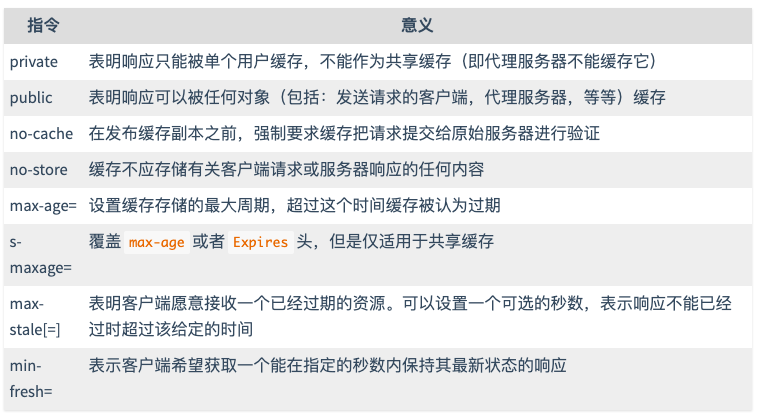 指令 意义
private 表明响应只能被单个用户缓存，不能作为共享缓存（即代理服务器不能缓存它）
public 表明响应可以被任何对象（包括：发送请求的客户端，代理服务器，等等）缓存
no-cache 在发布缓存副本之前，强制要求缓存把请求提交给原始服务器进行验证
no-store 缓存不应存储有关客户端请求或服务器响应的任何内容
max-age= 设置缓存存储的最大周期，超过这个时间缓存被认为过期
s- 覆盖 max-age 或者 Expires 头，但是仅适用于共享缓存
maxage=
max- 表明客户端愿意接收一个已经过期的资源。可以设置一个可选的秒数，表示响应不能已经
stale[=] 过时超过该给定的时间
min- 表示客户端希望获取一个能在指定的秒数内保持其最新状态的响应
fresh=